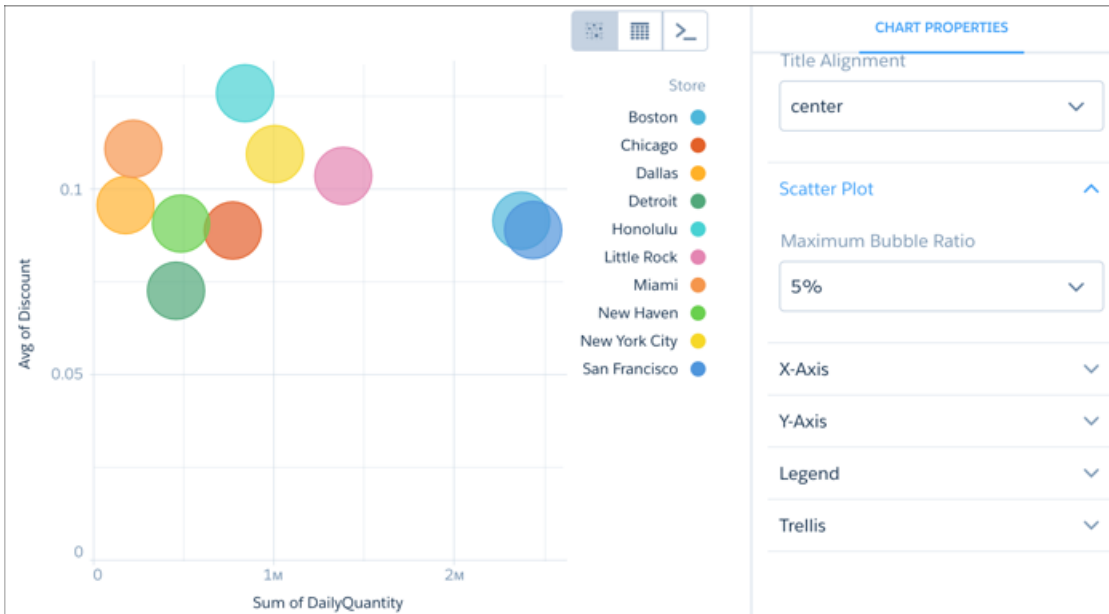 CHART PROPERTIES
Title Alignment
center
Scatter Plot
Maximum Bubble Ratio
5%
X-Axis
Y-Axis
Legend
Trellis
Store
Boston
Chicago
Dallas
Detroit
Honolulu
Little Rock
Miami
New Haven
New York City
San Francisco
Avg of Discount
0.1
0.05
0
0
1M
2M
Sum of DailyQuantity